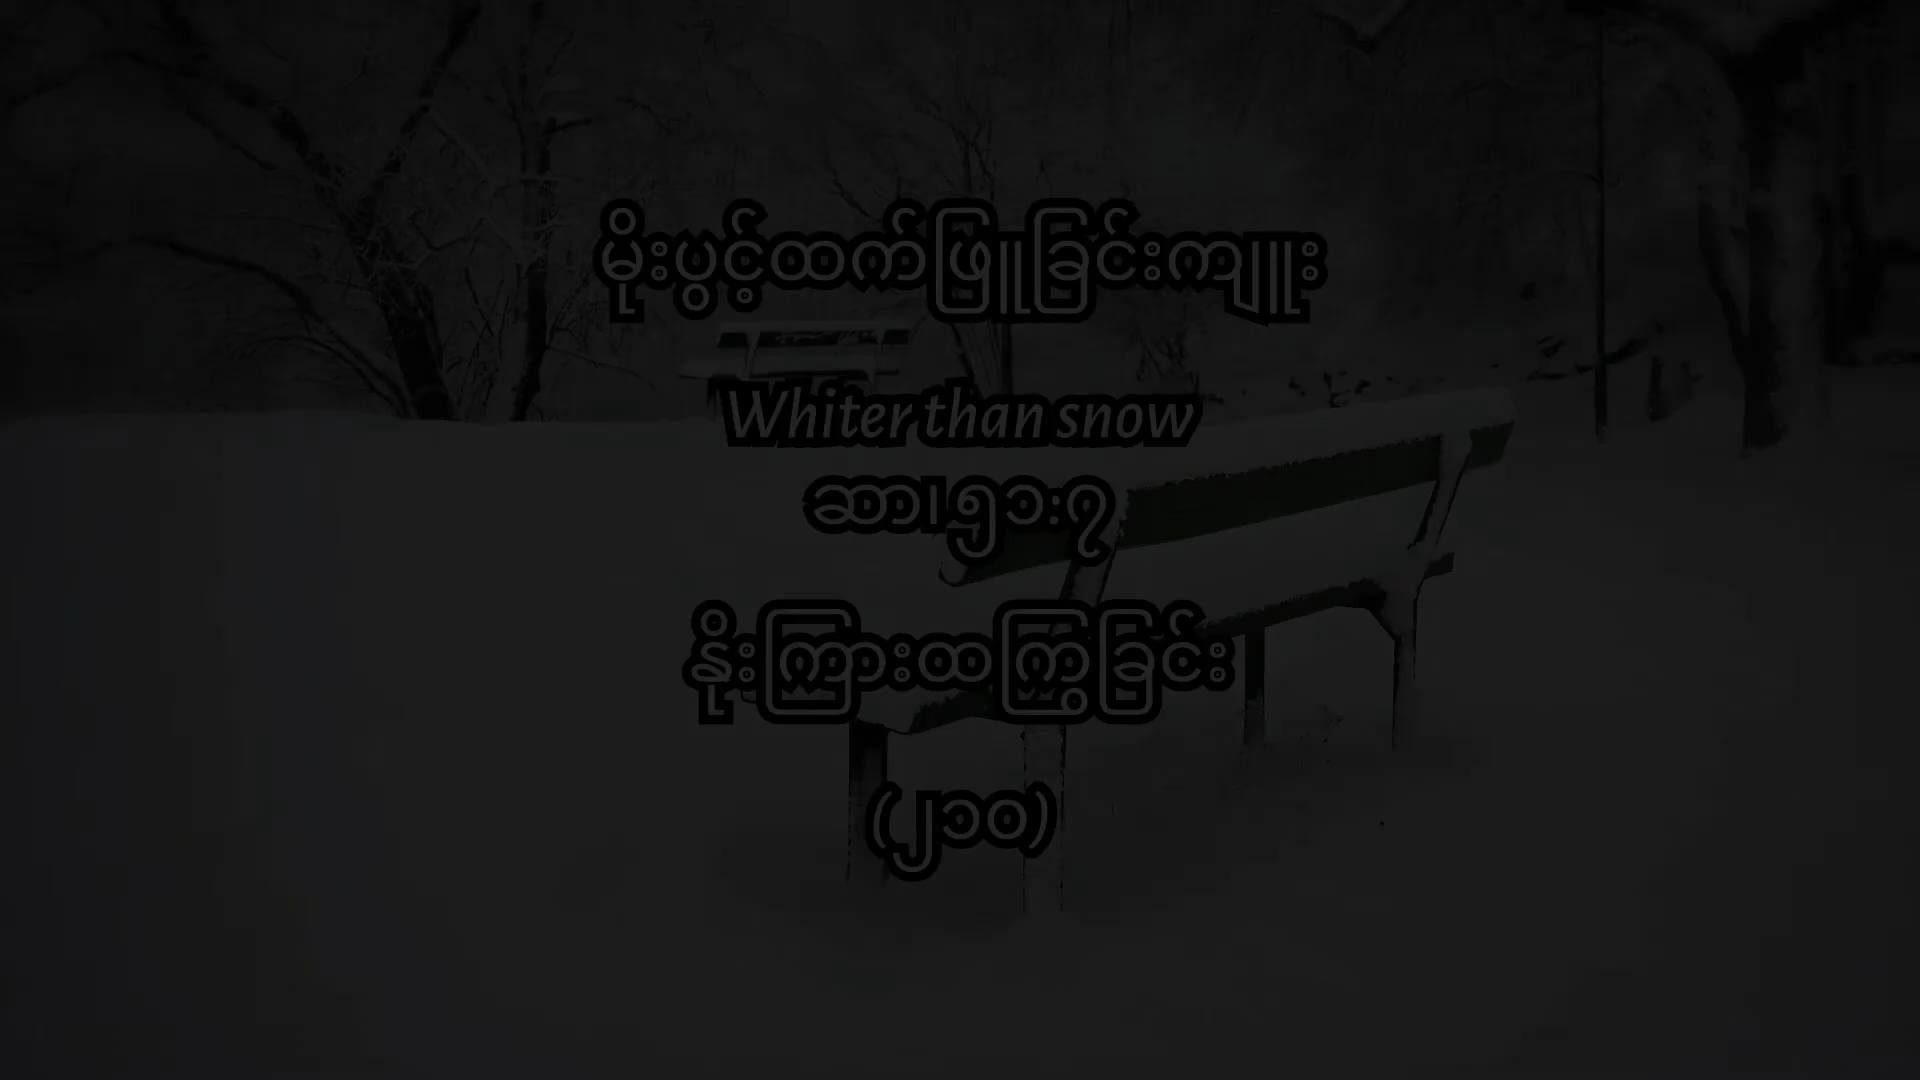 မိုးပွင့်ထက်ဖြူခြင်းကျူး
Whiter than snow
ဆာ၊ ၅၁း၇
နိုးကြားထကြွခြင်း
(၂၁၀)